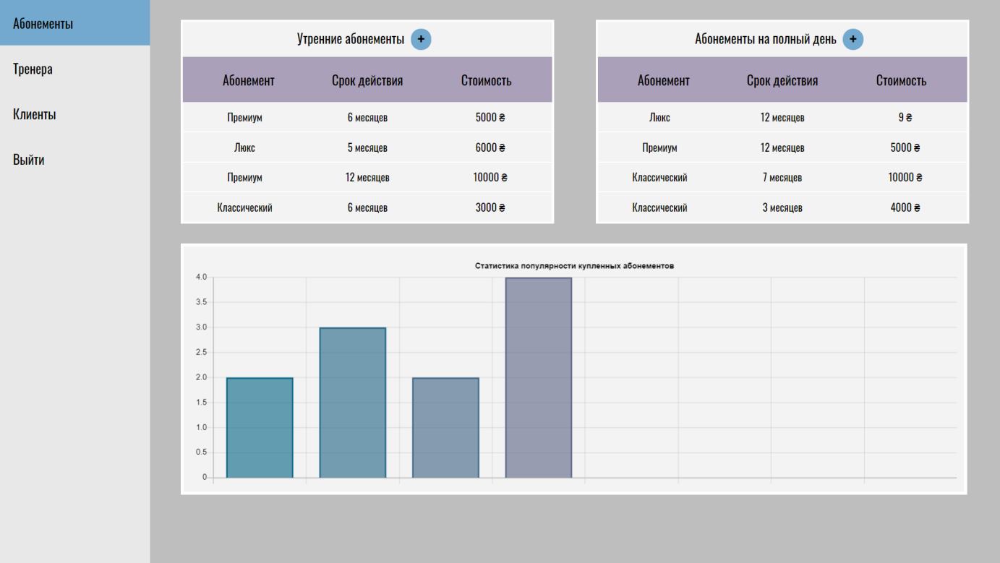 Абонементы
Тренера
Клиенты
Выйти
Утренние абонементы +
Абонемент Срок действия Стоимость
Премиум 6 месяцев 5000 ₴
Люкс 5 месяцев 6000 ₴
Премиум 12 месяцев 10000 ₴
Классический 6 месяцев 3000 ₴
Абонементы на полный день +
Абонемент Срок действия Стоимость
Люкс 12 месяцев 9 ₴
Премиум 12 месяцев 5000 ₴
Классический 7 месяцев 10000 ₴
Классический 3 месяцев 4000 ₴
Статистика популярности купленных абонементов
4.0
3.5
3.0
2.5
2.0
1.5
1.0
0.5
0